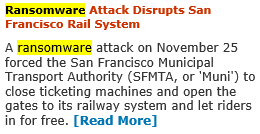 Ransomware Attack Disrupts San
Francisco Rail System
A ransomware attack on November 25
forced the San Francisco Municipal
Transport Authority (SFMTA, or 'Muni') to
close ticketing machines and open the
gates to its railway system and let riders
in for free. [Read More]